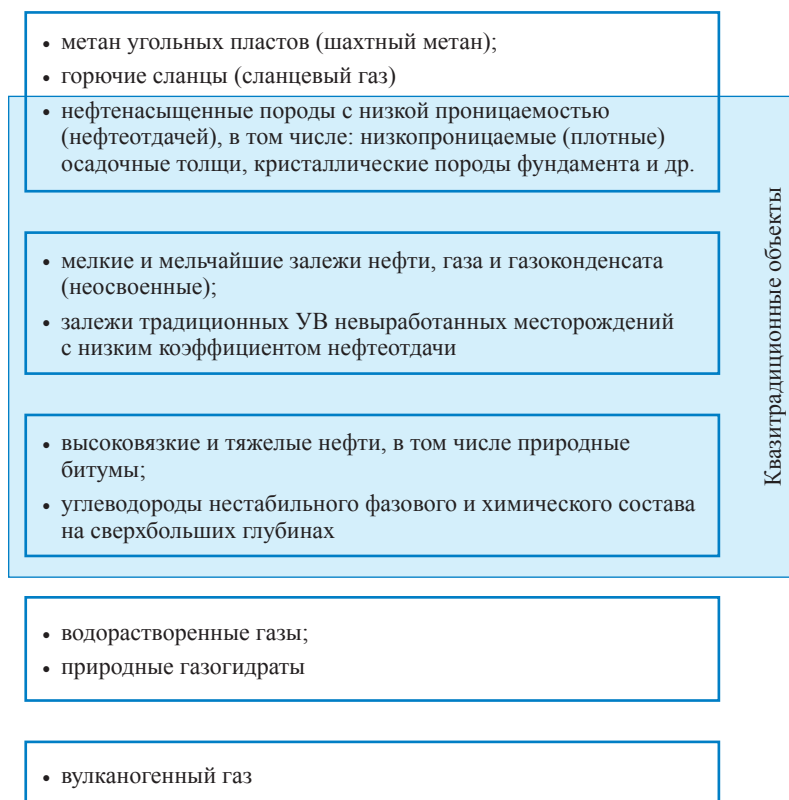 • метан угольных пластов (шахтный метан);
• горючие сланцы (сланцевый газ)
• нефтенасыщенные породы с низкой проницаемостью
(нефтеотдачей), в том числе: низкопроницаемые (плотные)
осадочные толщи, кристаллические породы фундамента и др.
• мелкие и мельчайшие залежи нефти, газа и газоконденсата
(неосвоенные);
• залежи традиционных УВ невыработанных месторождений
с низким коэффициентом нефтеотдачи
• высоковязкие и тяжелые нефти, в том числе природные
битумы;
• углеводороды нестабильного фазового и химического состава
на сверхбольших глубинах
Квазитрадиционные объекты
• водорастворенные газы;
• природные газогидраты
• вулканогенный газ